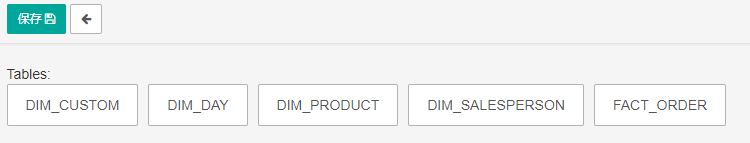 保存
Tables:
DIM_CUSTOM DIM_DAY DIM_PRODUCT DIM_SALESPERSON FACT_ORDER